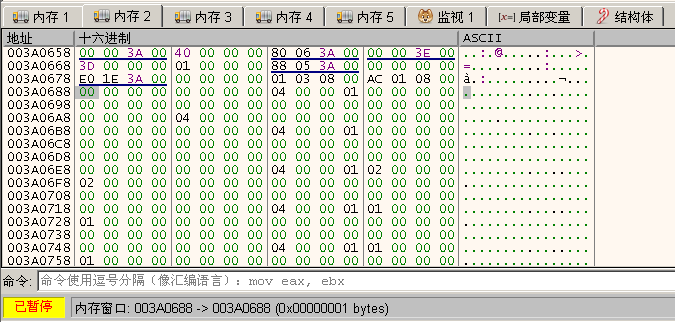 内存 1 内存 2 内存 3 内存 4 内存 5 监视 1 [x=] 局部变量 结构体
地址 十六进制 ASCII
003A0658 00 00 3A 00 40 00 00 00 80 06 3A 00 00 00 3E 00 ..:.@.....:...>.
003A0668 3D 00 00 00 01 00 00 00 88 05 3A 00 00 00 00 00 =.........:.....
003A0678 E0 1E 3A 00 00 00 00 00 01 03 08 00 AC 01 08 00 à.:.........¬...
003A0688 00 00 00 00 00 00 00 00 04 00 00 01 00 00 00 00 ................
003A0698 00 00 00 00 00 00 00 00 00 00 00 00 00 00 00 00 ................
003A06A8 00 00 00 00 04 00 00 00 00 00 00 00 00 00 00 00 ................
003A06B8 00 00 00 00 00 00 00 00 04 00 00 01 00 00 00 00 ................
003A06C8 00 00 00 00 00 00 00 00 00 00 00 00 00 00 00 00 ................
003A06D8 00 00 00 00 00 00 00 00 00 00 00 00 00 00 00 00 ................
003A06E8 00 00 00 00 00 00 00 00 04 00 00 01 02 00 00 00 ................
003A06F8 02 00 00 00 00 00 00 00 00 00 00 00 00 00 00 00 ................
003A0708 00 00 00 00 00 00 00 00 00 00 00 00 00 00 00 00 ................
003A0718 00 00 00 00 00 00 00 00 04 00 00 01 01 00 00 00 ................
003A0728 01 00 00 00 00 00 00 00 00 00 00 00 00 00 00 00 ................
003A0738 00 00 00 00 00 00 00 00 00 00 00 00 00 00 00 00 ................
003A0748 00 00 00 00 00 00 00 00 04 00 00 01 01 00 00 00 ................
003A0758 01 00 00 00 00 00 00 00 00 00 00 00 00 00 00 00 ................
命令: 命令使用逗号分隔（像汇编语言）: mov eax, ebx
已暂停 内存窗口: 003A0688 -> 003A0688 (0x00000001 bytes)